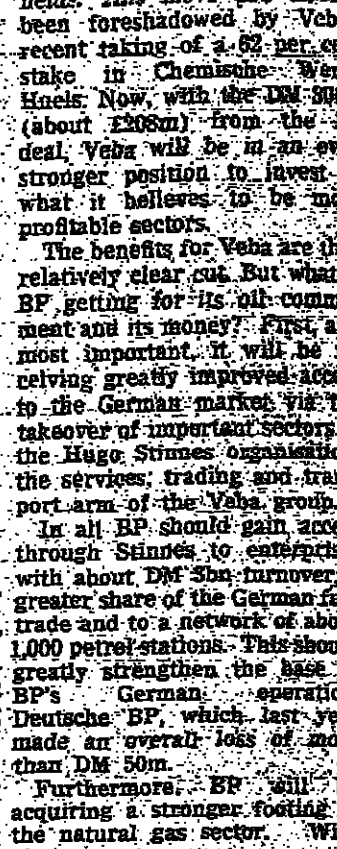 been foreshadowed by Veb
recent taking of a 62 per ce
stake in Chemische Wer
Huels. Now, with the DM 800
(about £208m) from the
deal, Veba will be in an ev
stronger position to invest
what it believes to be mo
profitable sectors.
The benefits for Veba are th
relatively clear cut. But what
BP getting for its oil comm
ment and its money? First, a
most important, it will be
ceiving greatly improved acce
to the German market via t
takeover of important sectors
the Hugo Stinnes organisatio
the services, trading and tra
port arm of the Veba group.
In all BP should gain acce
through Stinnes to enterpris
with about DM 5bn turnover,
greater share of the German fu
trade and to a network of abo
1,000 petrol stations. This shou
greatly strengthen the base
BP's German operatio
Deutsche BP, which last ye
made an overall loss of mo
than DM 50m.
Furthermore, BP will
acquiring a stronger footing
the natural gas sector. Wi